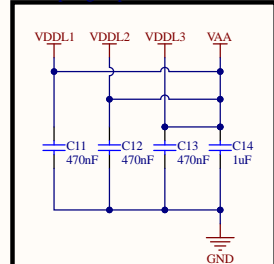 VDDL1 VDDL2 VDDL3 VAA
C11 C12 C13 C14
470nF 470nF 470nF 1uF
GND